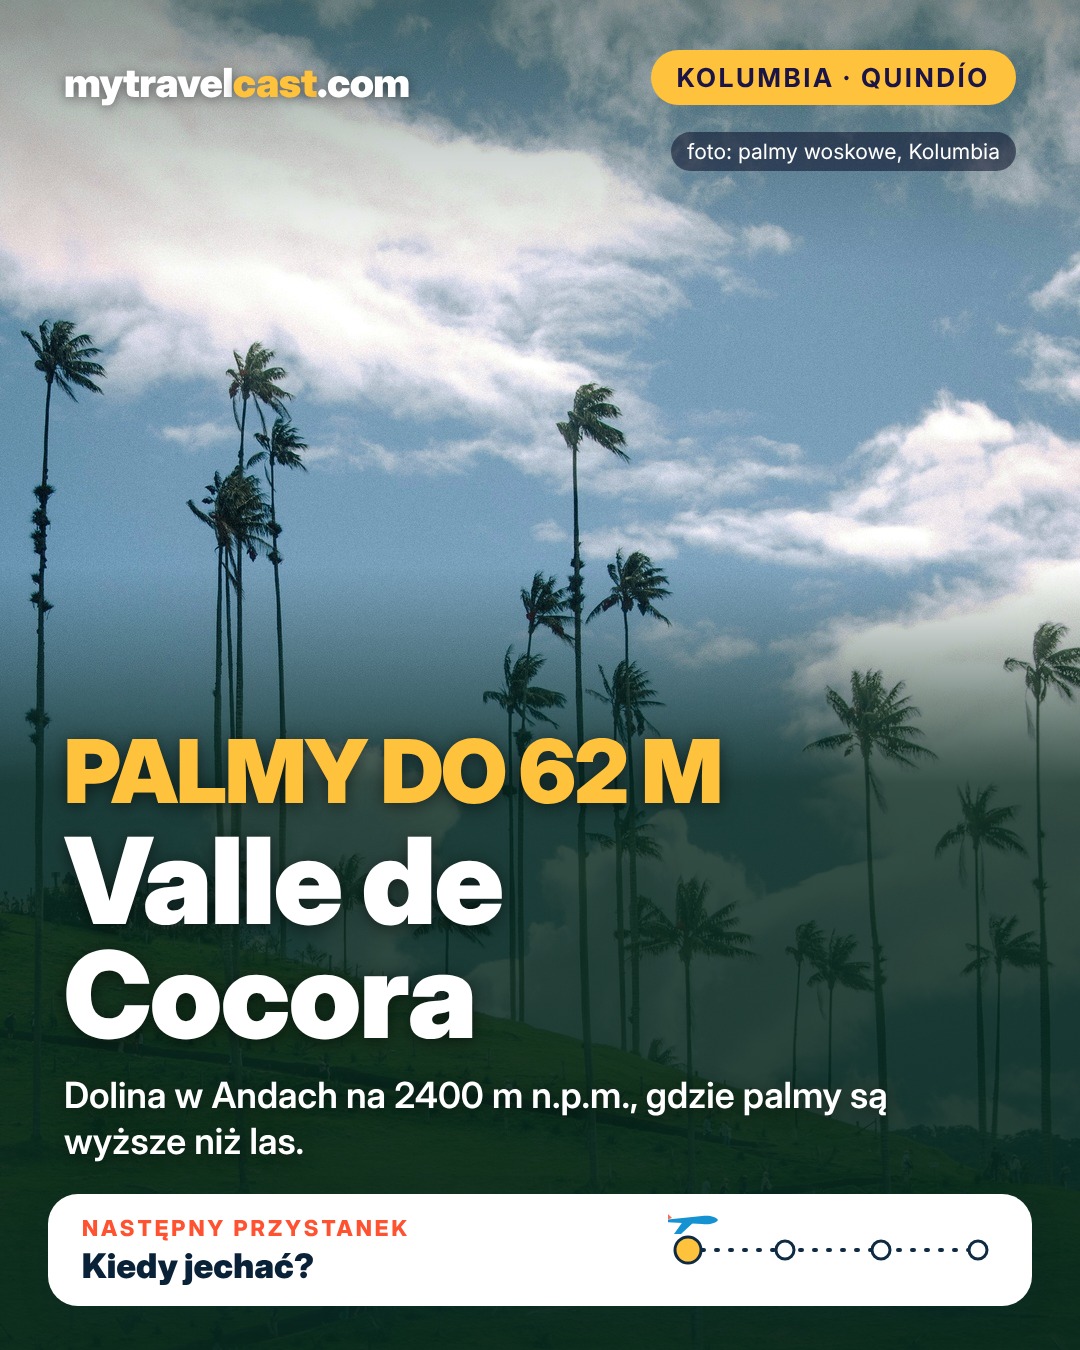 mytravelcast.com
KOLUMBIA · QUINDÍO
foto: palmy woskowe, Kolumbia
PALMY DO 62 M
Valle de
Cocora
Dolina w Andach na 2400 m n.p.m., gdzie palmy są
wyższe niż las.
NASTĘPNY PRZYSTANEK
Kiedy jechać?